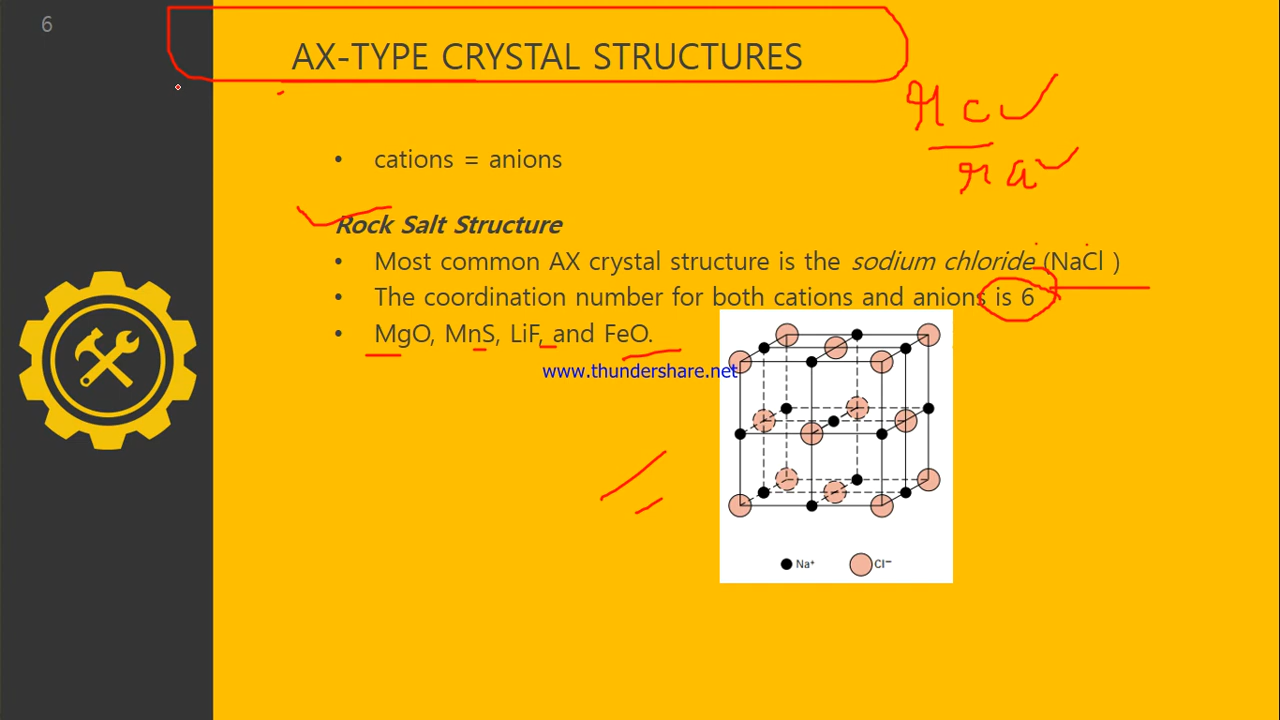 6
AX-TYPE CRYSTAL STRUCTURES
rc
ra
• cations = anions
Rock Salt Structure
• Most common AX crystal structure is the sodium chloride (NaCl )
• The coordination number for both cations and anions is 6
• MgO, MnS, LiF, and FeO.
www.thundershare.net
Na⁺ Cl⁻